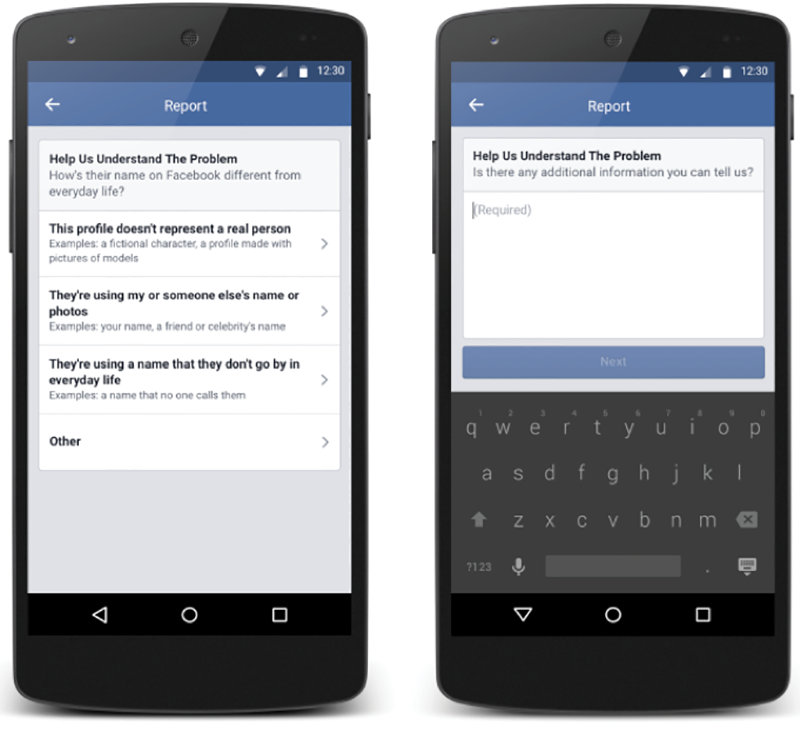 12:30
Report
Help Us Understand The Problem
How's their name on Facebook different from
everyday life?
This profile doesn't represent a real person
Examples: a fictional character, a profile made with
pictures of models
They're using my or someone else's name or
photos
Examples: your name, a friend or celebrity's name
They're using a name that they don't go by in
everyday life
Examples: a name that no one calls them
Other
12:30
Report
Help Us Understand The Problem
Is there any additional information you can tell us?
(Required)
Next
1 2 3 4 5 6 7 8 9 0
q w e r t y u i o p
a s d f g h j k l
z x c v b n m
?123 .